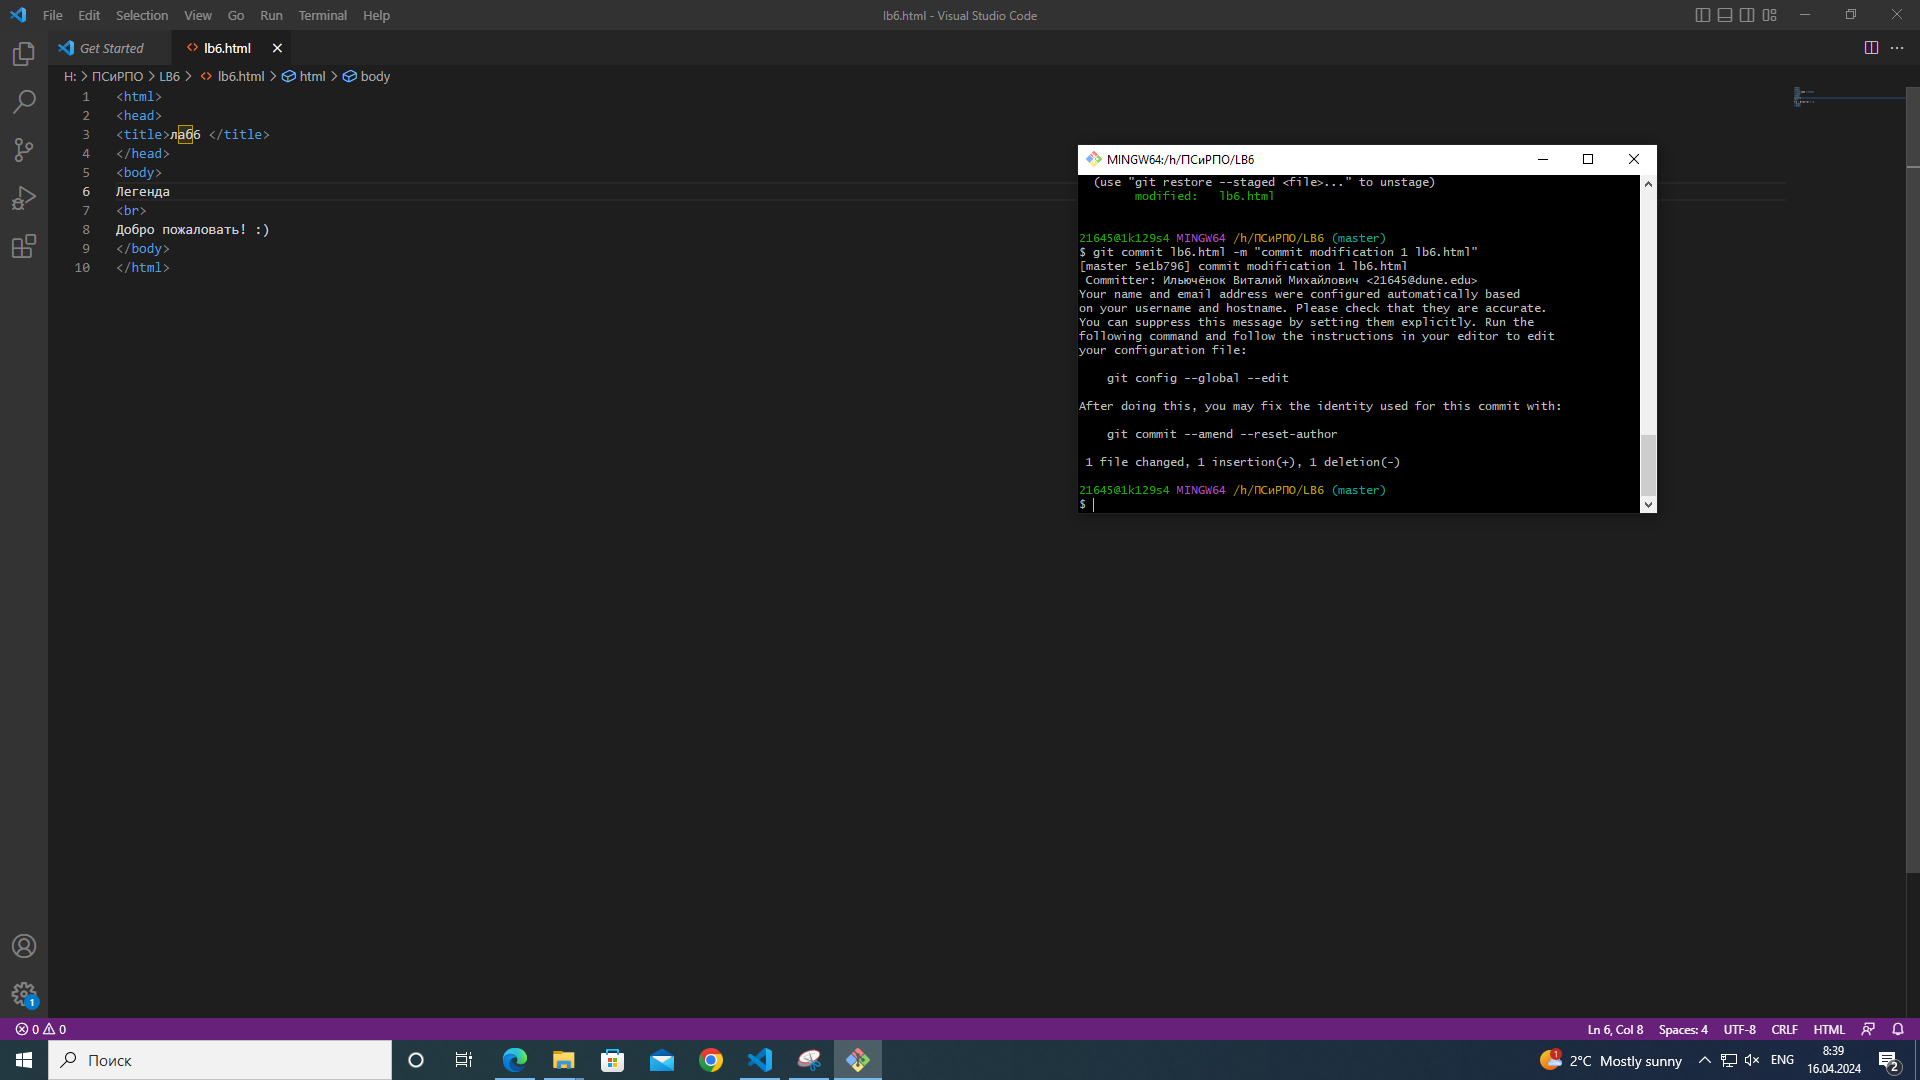 File Edit Selection View Go Run Terminal Help
lb6.html - Visual Studio Code
Get Started
lb6.html
H: > ПСиРПО > LB6 > lb6.html > html > body
1 <html>
2 <head>
3 <title>лаб6 </title>
4 </head>
5 <body>
6 Легенда
7 <br>
8 Добро пожаловать! :)
9 </body>
10 </html>
MINGW64:/h/ПСиРПО/LB6
(use "git restore --staged <file>..." to unstage)
modified: lb6.html
21645@1k129s4 MINGW64 /h/ПСиРПО/LB6 (master)
$ git commit lb6.html -m "commit modification 1 lb6.html"
[master 5e1b796] commit modification 1 lb6.html
Committer: Ильючёнок Виталий Михайлович <21645@dune.edu>
Your name and email address were configured automatically based
on your username and hostname. Please check that they are accurate.
You can suppress this message by setting them explicitly. Run the
following command and follow the instructions in your editor to edit
your configuration file:
git config --global --edit
After doing this, you may fix the identity used for this commit with:
git commit --amend --reset-author
1 file changed, 1 insertion(+), 1 deletion(-)
21645@1k129s4 MINGW64 /h/ПСиРПО/LB6 (master)
$
1
0 0
Ln 6, Col 8 Spaces: 4 UTF-8 CRLF HTML
Поиск
1 2°C Mostly sunny
ENG
8:39
16.04.2024
2